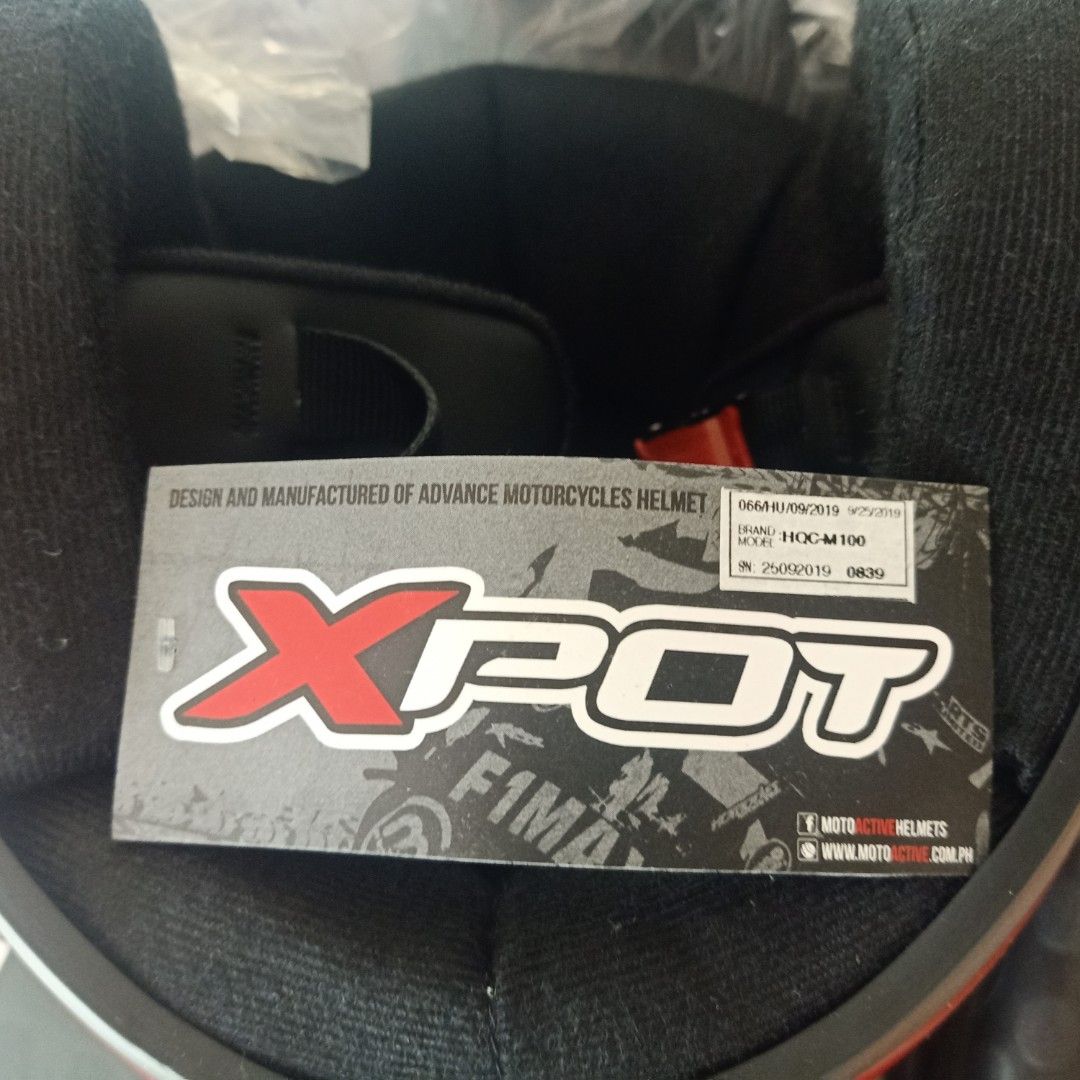 DESIGN AND MANUFACTURED OF ADVANCE MOTORCYCLES HELMET
066/HU/09/2019 9/25/2019
BRAND
MODEL :HQC-M100
SN: 25092019 0839
XPOT
F1MAX
MOTOACTIVEHELMETS
WWW.MOTOACTIVE.COM.PH